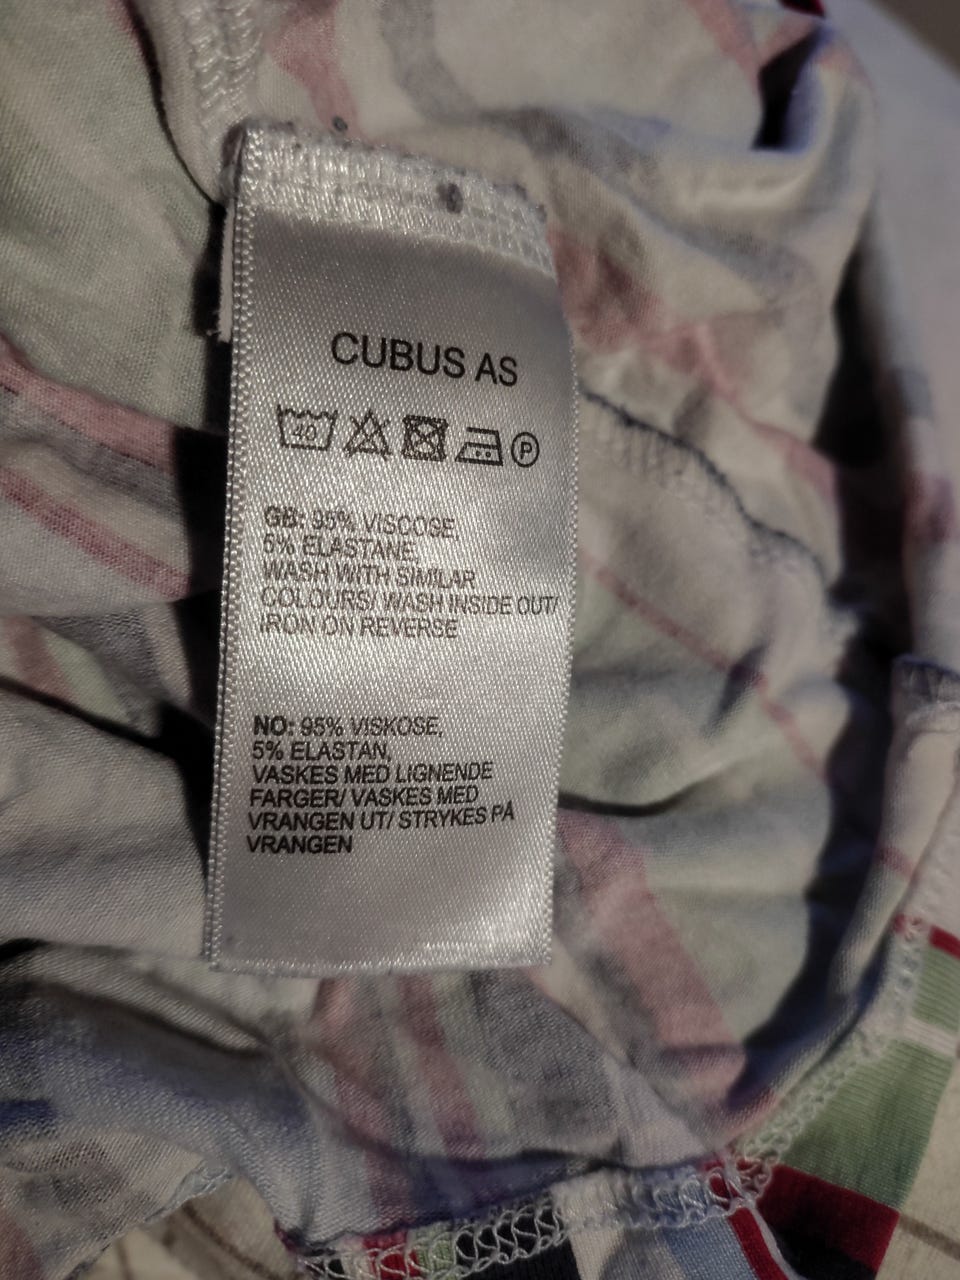 CUBUS AS
40 P
GB: 95% VISCOSE,
5% ELASTANE
WASH WITH SIMILAR
COLOURS/ WASH INSIDE OUT/
IRON ON REVERSE
NO: 95% VISKOSE,
5% ELASTAN,
VASKES MED LIGNENDE
FARGER/ VASKES MED
VRANGEN UT/ STRYKES PÅ
VRANGEN